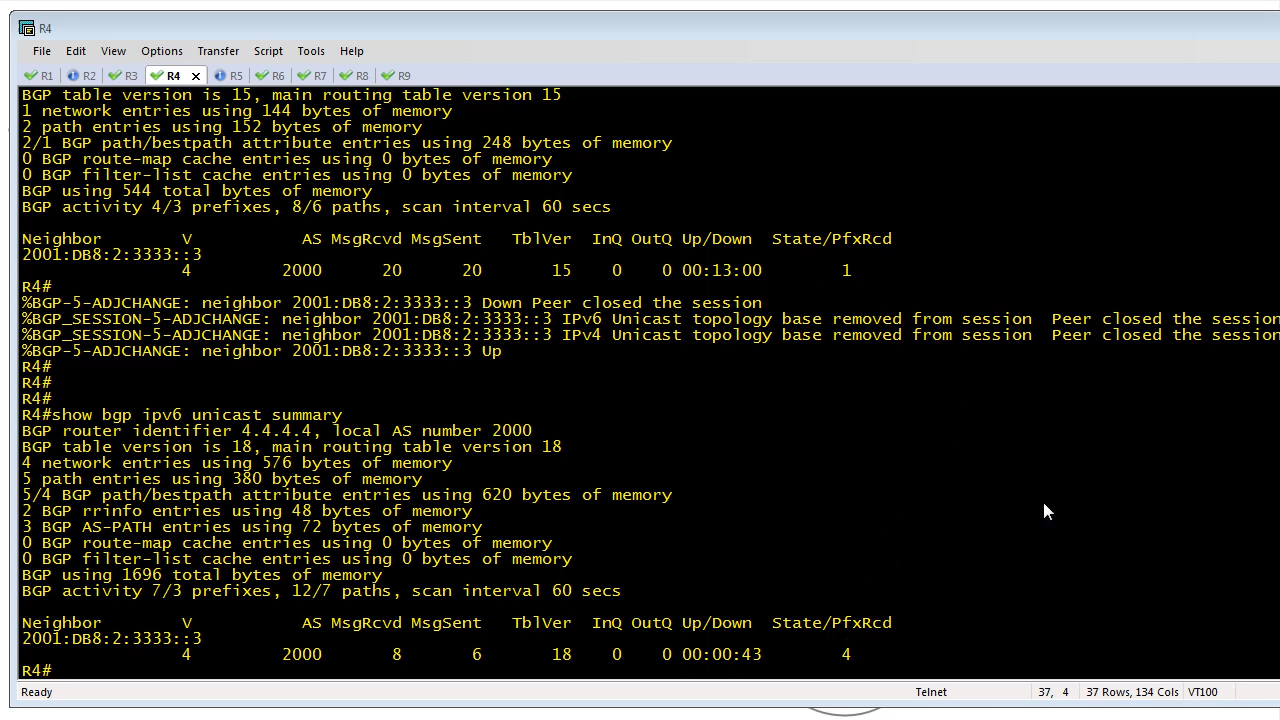 R4
File Edit View Options Transfer Script Tools Help
R1 R2 R3 R4 x R5 R6 R7 R8 R9
BGP table version is 15, main routing table version 15
1 network entries using 144 bytes of memory
2 path entries using 152 bytes of memory
2/1 BGP path/bestpath attribute entries using 248 bytes of memory
0 BGP route-map cache entries using 0 bytes of memory
0 BGP filter-list cache entries using 0 bytes of memory
BGP using 544 total bytes of memory
BGP activity 4/3 prefixes, 8/6 paths, scan interval 60 secs
Neighbor V AS MsgRcvd MsgSent TblVer InQ OutQ Up/Down State/PfxRcd
2001:DB8:2:3333::3
4 2000 20 20 15 0 0 00:13:00 1
R4#
%BGP-5-ADJCHANGE: neighbor 2001:DB8:2:3333::3 Down Peer closed the session
%BGP_SESSION-5-ADJCHANGE: neighbor 2001:DB8:2:3333::3 IPv6 Unicast topology base removed from session Peer closed the session
%BGP_SESSION-5-ADJCHANGE: neighbor 2001:DB8:2:3333::3 IPv4 Unicast topology base removed from session Peer closed the session
%BGP-5-ADJCHANGE: neighbor 2001:DB8:2:3333::3 Up
R4#
R4#
R4#
R4#show bgp ipv6 unicast summary
BGP router identifier 4.4.4.4, local AS number 2000
BGP table version is 18, main routing table version 18
4 network entries using 576 bytes of memory
5 path entries using 380 bytes of memory
5/4 BGP path/bestpath attribute entries using 620 bytes of memory
2 BGP rrinfo entries using 48 bytes of memory
3 BGP AS-PATH entries using 72 bytes of memory
0 BGP route-map cache entries using 0 bytes of memory
0 BGP filter-list cache entries using 0 bytes of memory
BGP using 1696 total bytes of memory
BGP activity 7/3 prefixes, 12/7 paths, scan interval 60 secs
Neighbor V AS MsgRcvd MsgSent TblVer InQ OutQ Up/Down State/PfxRcd
2001:DB8:2:3333::3
4 2000 8 6 18 0 0 00:00:43 4
R4#
Ready Telnet 37, 4 37 Rows, 134 Cols VT100